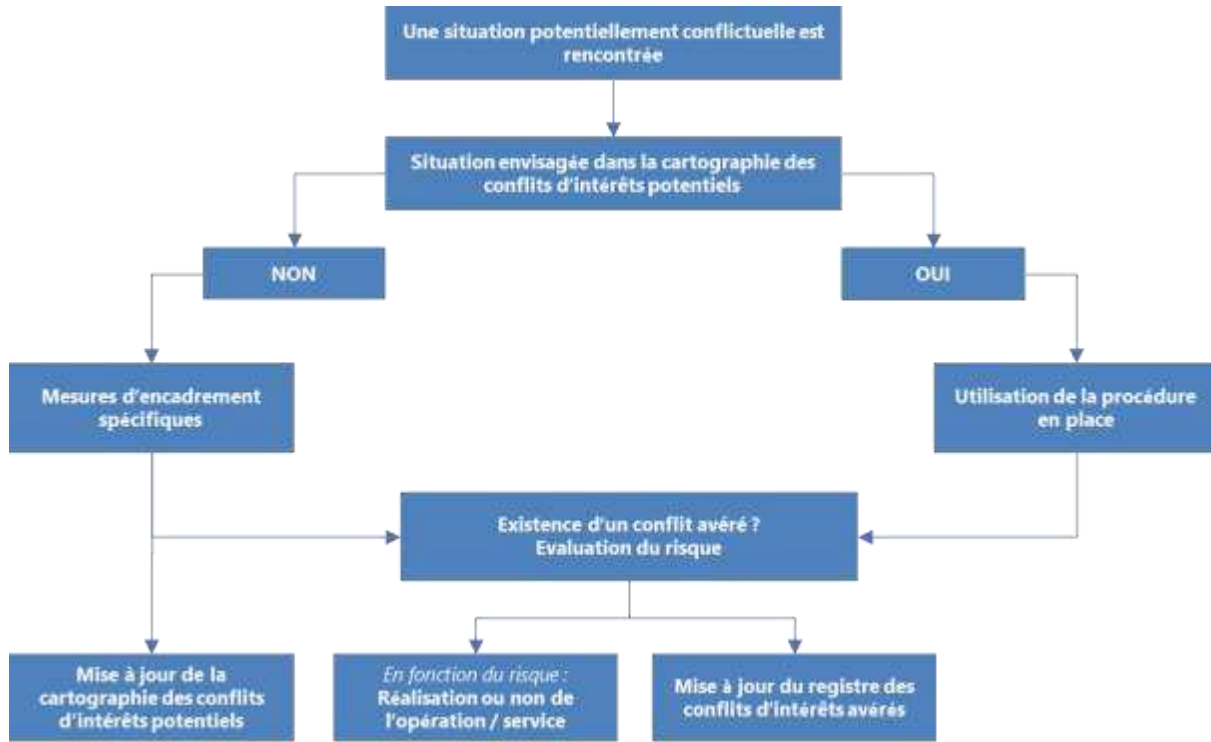 Une situation potentiellement conflictuelle est
rencontrée
Situation envisagée dans la cartographie des
conflits d'intérêts potentiels
NON
OUI
Mesures d'encadrement
spécifiques
Utilisation de la procédure
en place
Existence d'un conflit avéré ?
Evaluation du risque
Mise à jour de la
cartographie des conflits
d'intérêts potentiels
En fonction du risque :
Réalisation ou non de
l'opération / service
Mise à jour du registre des
conflits d'intérêts avérés